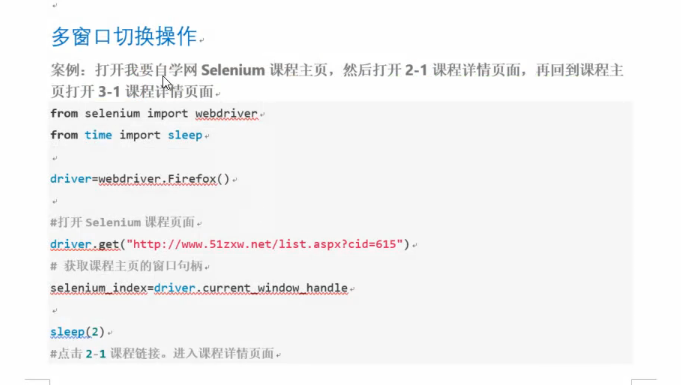 多窗口切换操作
案例：打开我要自学网 Selenium 课程主页，然后打开 2-1 课程详情页面，再回到课程主
页打开 3-1 课程详情页面
from selenium import webdriver
from time import sleep
driver=webdriver.Firefox()
#打开 Selenium 课程页面
driver.get("http://www.51zxw.net/list.aspx?cid=615")
# 获取课程主页的窗口句柄
selenium_index=driver.current_window_handle
sleep(2)
#点击 2-1 课程链接。进入课程详情页面